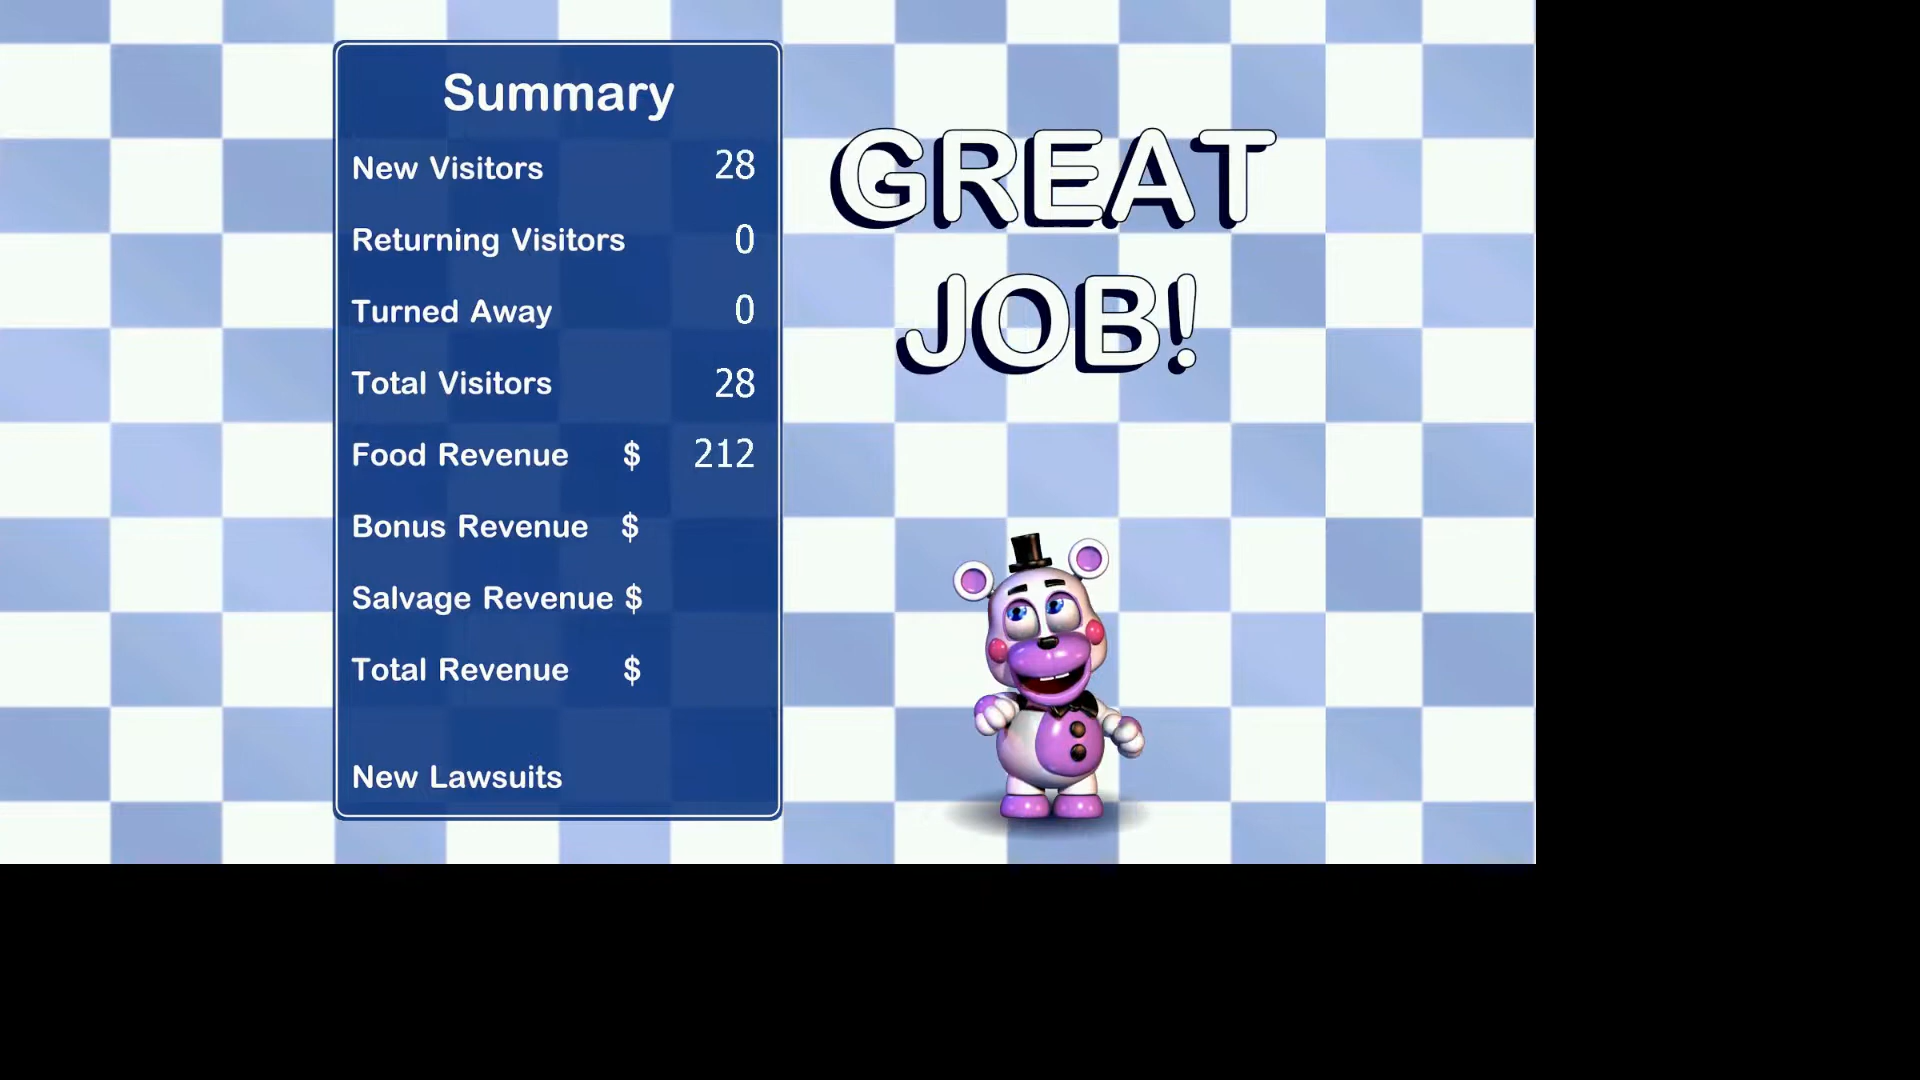 Summary
New Visitors 28
Returning Visitors 0
Turned Away 0
Total Visitors 28
Food Revenue $ 212
Bonus Revenue $
Salvage Revenue $
Total Revenue $
New Lawsuits
GREAT
JOB!